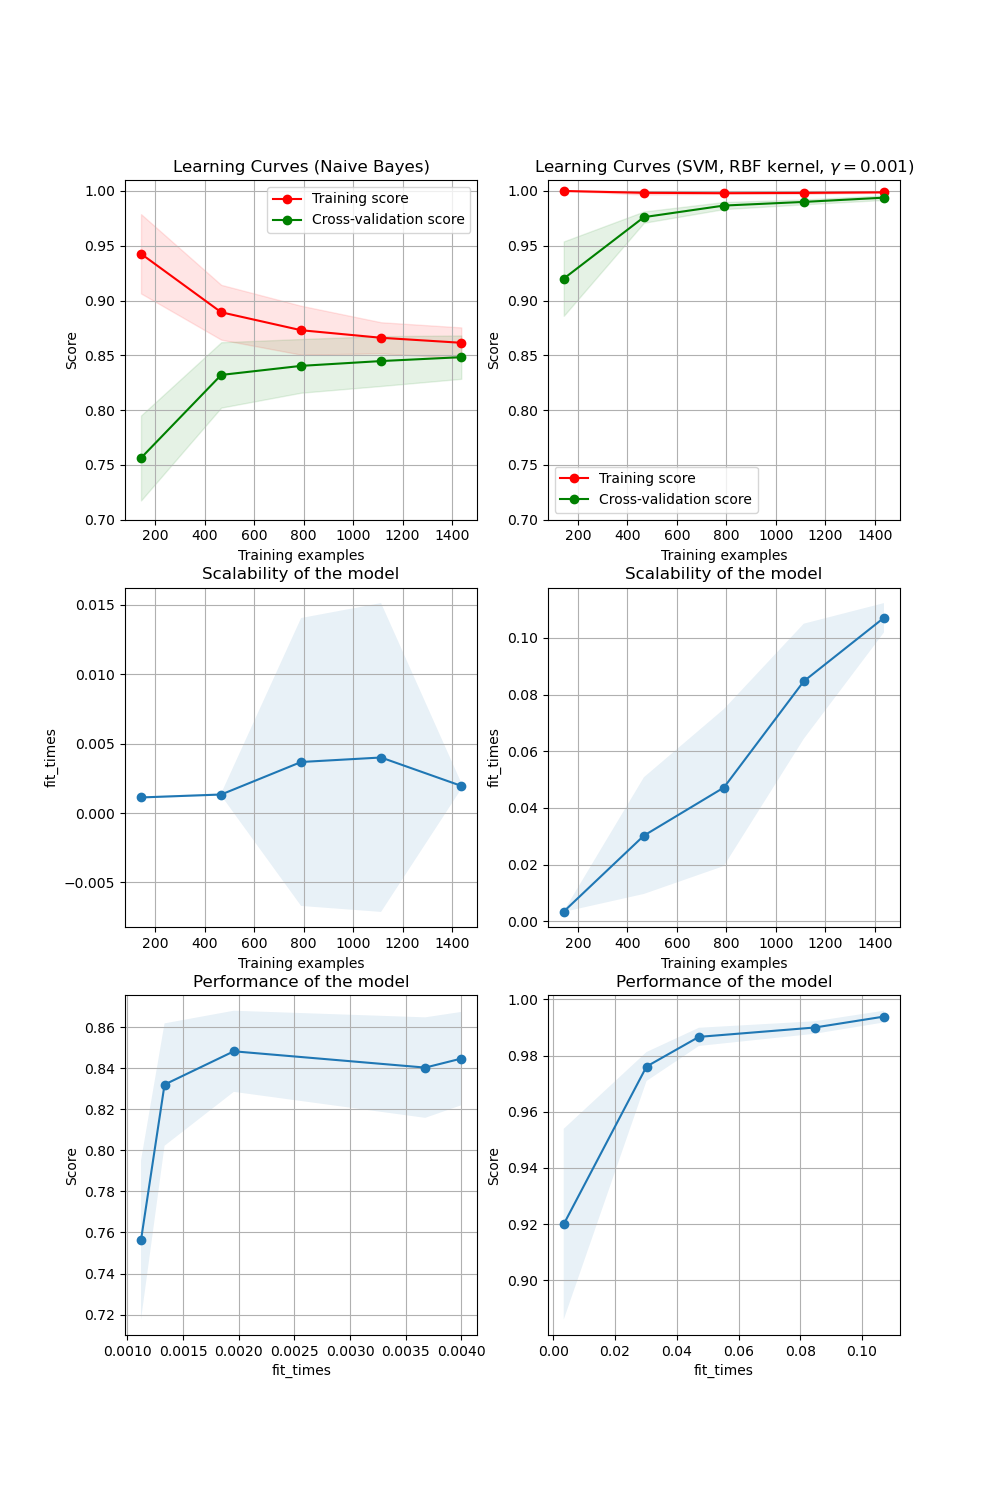 Learning Curves (Naive Bayes)
1.00
0.95
0.90
0.85
0.80
0.75
0.70
Score
Training score
Cross-validation score
200 400 600 800 1000 1200 1400
Training examples
Learning Curves (SVM, RBF kernel, γ = 0.001)
1.00
0.95
0.90
0.85
0.80
0.75
0.70
Score
Training score
Cross-validation score
200 400 600 800 1000 1200 1400
Training examples
Scalability of the model
0.015
0.010
0.005
0.000
−0.005
fit_times
200 400 600 800 1000 1200 1400
Training examples
Scalability of the model
0.10
0.08
0.06
0.04
0.02
0.00
fit_times
200 400 600 800 1000 1200 1400
Training examples
Performance of the model
0.86
0.84
0.82
0.80
0.78
0.76
0.74
0.72
Score
0.0010 0.0015 0.0020 0.0025 0.0030 0.0035 0.0040
fit_times
Performance of the model
1.00
0.98
0.96
0.94
0.92
0.90
Score
0.00 0.02 0.04 0.06 0.08 0.10
fit_times